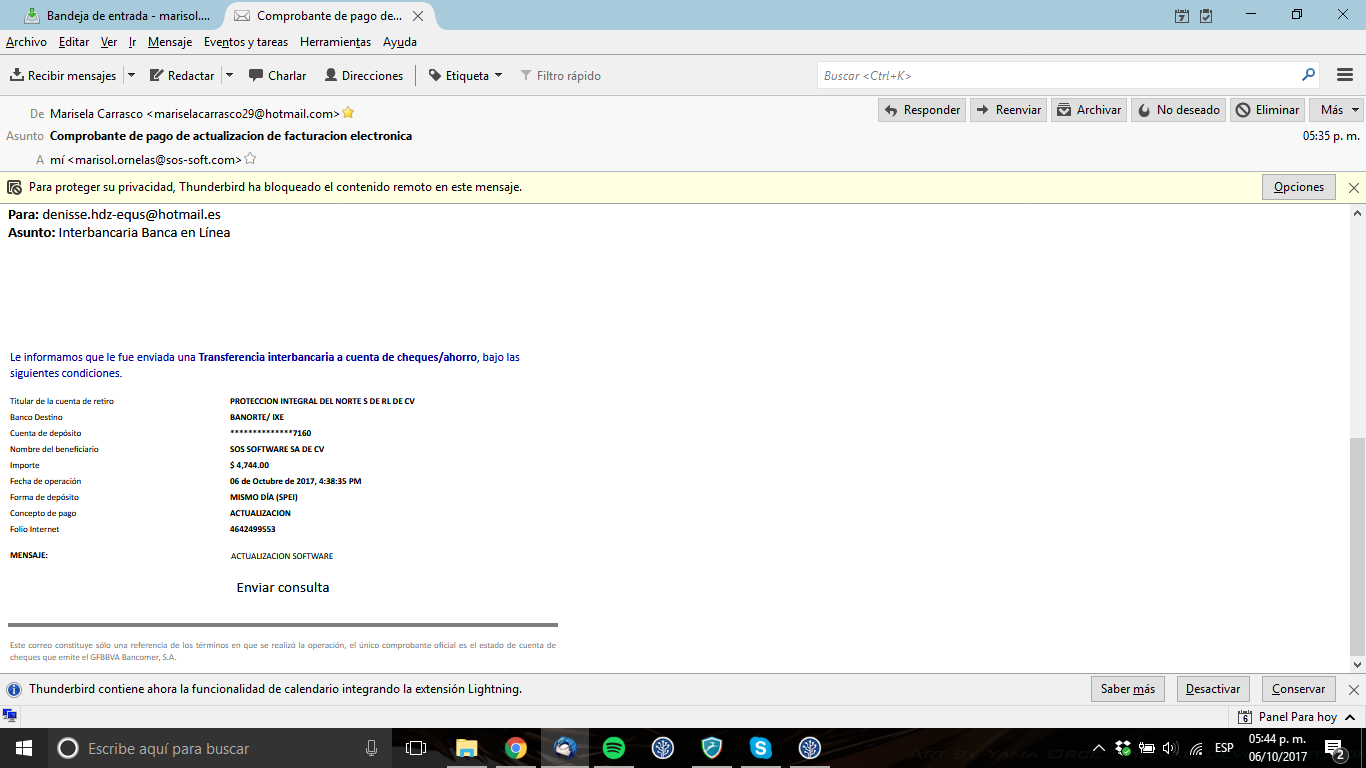 Bandeja de entrada - marisol....
Comprobante de pago de...
Archivo Editar Ver Ir Mensaje Eventos y tareas Herramientas Ayuda
Recibir mensajes Redactar Charlar Direcciones Etiqueta Filtro rápido Buscar <Ctrl+K>
De Marisela Carrasco <mariselacarrasco29@hotmail.com> Responder Reenviar Archivar No deseado Eliminar Más
Asunto Comprobante de pago de actualizacion de facturacion electronica 05:35 p. m.
A mí <marisol.ornelas@sos-soft.com>
Para proteger su privacidad, Thunderbird ha bloqueado el contenido remoto en este mensaje. Opciones
Para: denisse.hdz-equs@hotmail.es
Asunto: Interbancaria Banca en Línea
Le informamos que le fue enviada una Transferencia interbancaria a cuenta de cheques/ahorro, bajo las
siguientes condiciones.
Titular de la cuenta de retiro PROTECCION INTEGRAL DEL NORTE S DE RL DE CV
Banco Destino BANORTE/ IXE
Cuenta de depósito **************7160
Nombre del beneficiario SOS SOFTWARE SA DE CV
Importe $ 4,744.00
Fecha de operación 06 de Octubre de 2017, 4:38:35 PM
Forma de depósito MISMO DÍA (SPEI)
Concepto de pago ACTUALIZACION
Folio Internet 4642499553
MENSAJE: ACTUALIZACION SOFTWARE
Enviar consulta
Este correo constituye sólo una referencia de los términos en que se realizó la operación, el único comprobante oficial es el estado de cuenta de
cheques que emite el GFBBVA Bancomer, S.A.
Thunderbird contiene ahora la funcionalidad de calendario integrando la extensión Lightning. Saber más Desactivar Conservar
6 Panel Para hoy
Escribe aquí para buscar
ESP
05:44 p. m.
06/10/2017
2